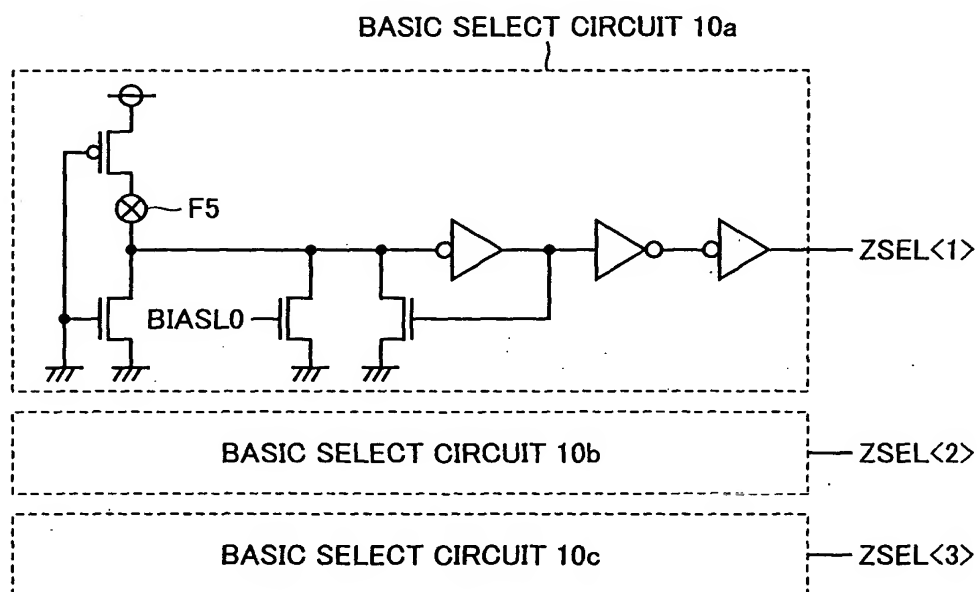 BASIC SELECT CIRCUIT 10a
F5
ZSEL<1>
BIASL0
BASIC SELECT CIRCUIT 10b
ZSEL<2>
BASIC SELECT CIRCUIT 10c
ZSEL<3>